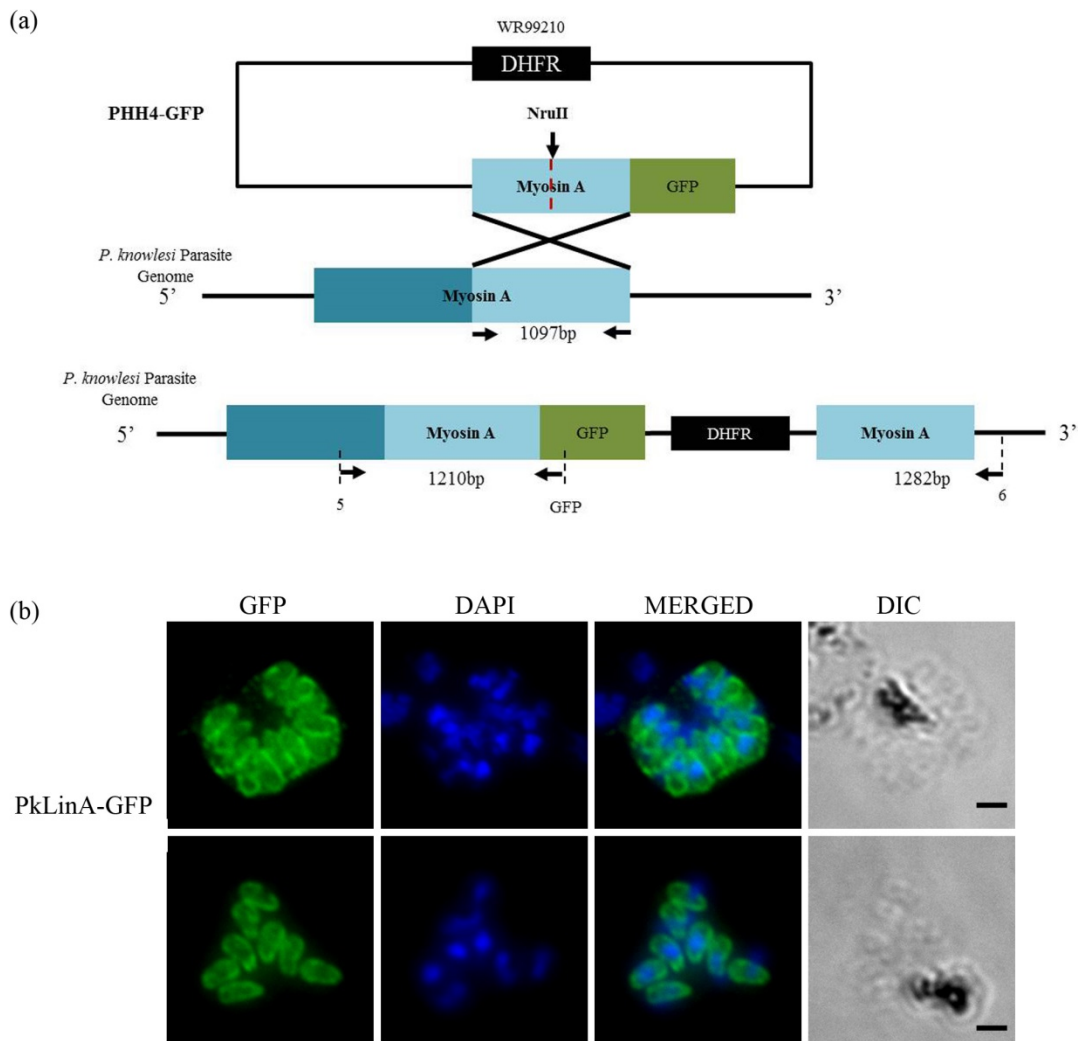 (a)
WR99210
DHFR
PHH4-GFP
NruII
Myosin A
GFP
P. knowlesi Parasite
Genome
5’
Myosin A
3’
1097bp
P. knowlesi Parasite
Genome
5’
Myosin A
GFP
DHFR
Myosin A
3’
1210bp
1282bp
5
GFP
6
(b)
GFP
DAPI
MERGED
DIC
PkLinA-GFP